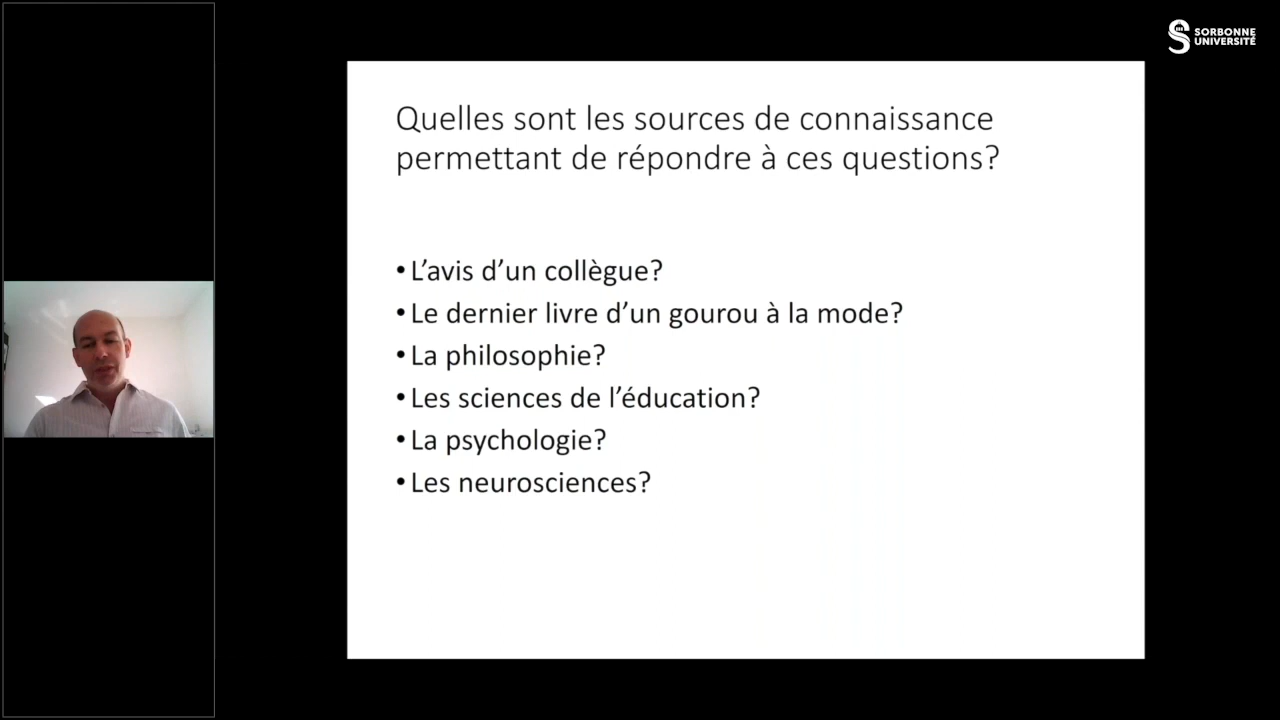 SORBONNE
UNIVERSITÉ
Quelles sont les sources de connaissance
permettant de répondre à ces questions?
•L’avis d’un collègue?
•Le dernier livre d’un gourou à la mode?
•La philosophie?
•Les sciences de l’éducation?
•La psychologie?
•Les neurosciences?